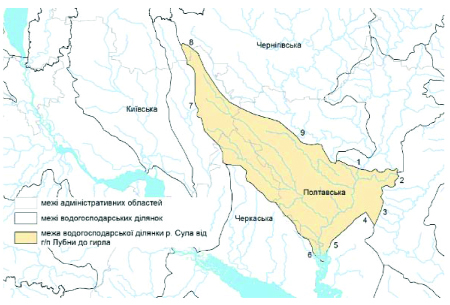 8
Чернігівська
Київська
7
9
1
2
Полтавська
межі адміністративних областей
межі водогосподарських ділянок
межа водогосподарської ділянки р. Сула від
г/п Лубни до гирла
Черкаська
3
4
5
6